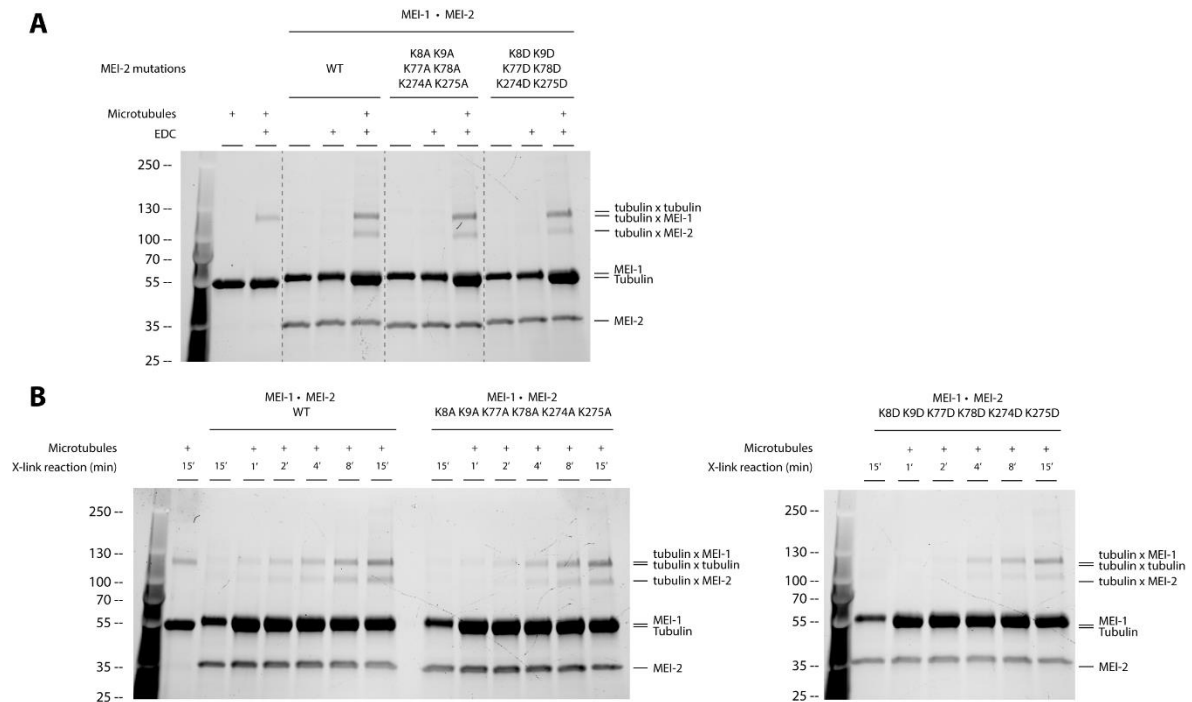 A
MEI-1 • MEI-2
MEI-2 mutations
WT
K8A K9A
K77A K78A
K274A K275A
K8D K9D
K77D K78D
K274D K275D
Microtubules + + + + +
EDC + + + + + + +
250 --
130 --
100 --
70 --
55 --
35 --
25 --
tubulin x tubulin
tubulin x MEI-1
tubulin x MEI-2
MEI-1
Tubulin
MEI-2
B
MEI-1 • MEI-2
WT
MEI-1 • MEI-2
K8A K9A K77A K78A K274A K275A
Microtubules + + + + + + + + + + +
X-link reaction (min) 15' 15' 1' 2' 4' 8' 15' 15' 1' 2' 4' 8' 15'
250 --
130 --
100 --
70 --
55 --
35 --
25 --
tubulin x MEI-1
tubulin x tubulin
tubulin x MEI-2
MEI-1
Tubulin
MEI-2
MEI-1 • MEI-2
K8D K9D K77D K78D K274D K275D
Microtubules + + + + +
X-link reaction (min) 15' 1' 2' 4' 8' 15'
250 --
130 --
100 --
70 --
55 --
35 --
25 --
tubulin x MEI-1
tubulin x tubulin
tubulin x MEI-2
MEI-1
Tubulin
MEI-2